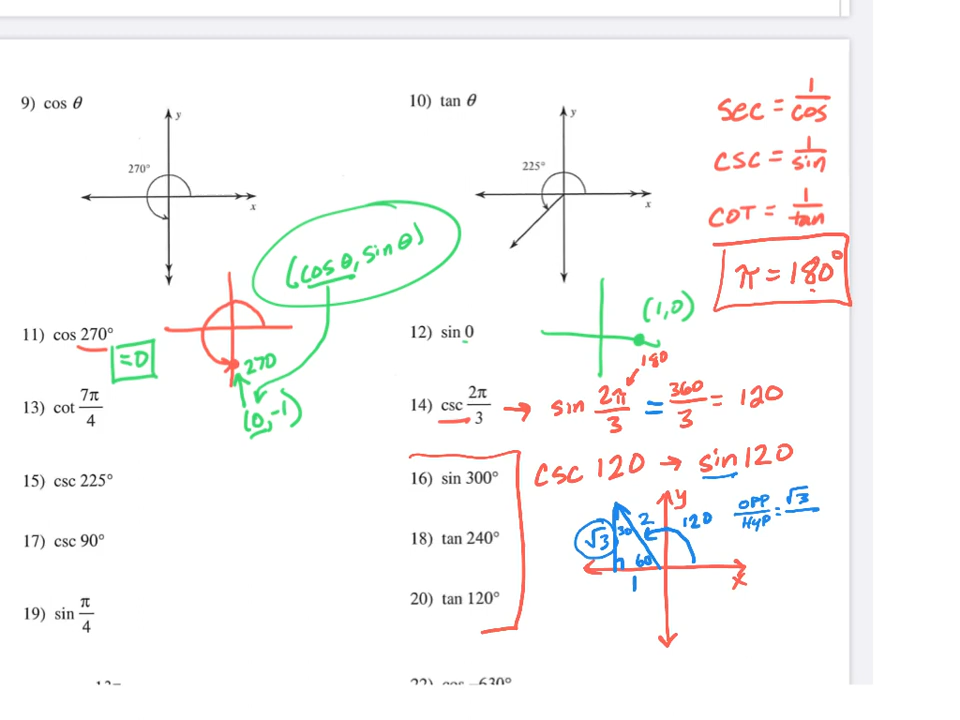 9) cos θ
10) tan θ
sec = 1/cos
csc = 1/sin
cot = 1/tan
π = 180°
y
270°
x
y
225°
x
(cos θ, sin θ)
11) cos 270°
= 0
270
(0, -1)
12) sin 0
(1,0)
13) cot 7π/4
14) csc 2π/3 → sin 2π/3 = 360/3 = 120
180
15) csc 225°
16) sin 300°
csc 120 → sin 120
y
120
OPP/HYP = √3
√3
30
2
60
1
x
17) csc 90°
18) tan 240°
19) sin π/4
20) tan 120°